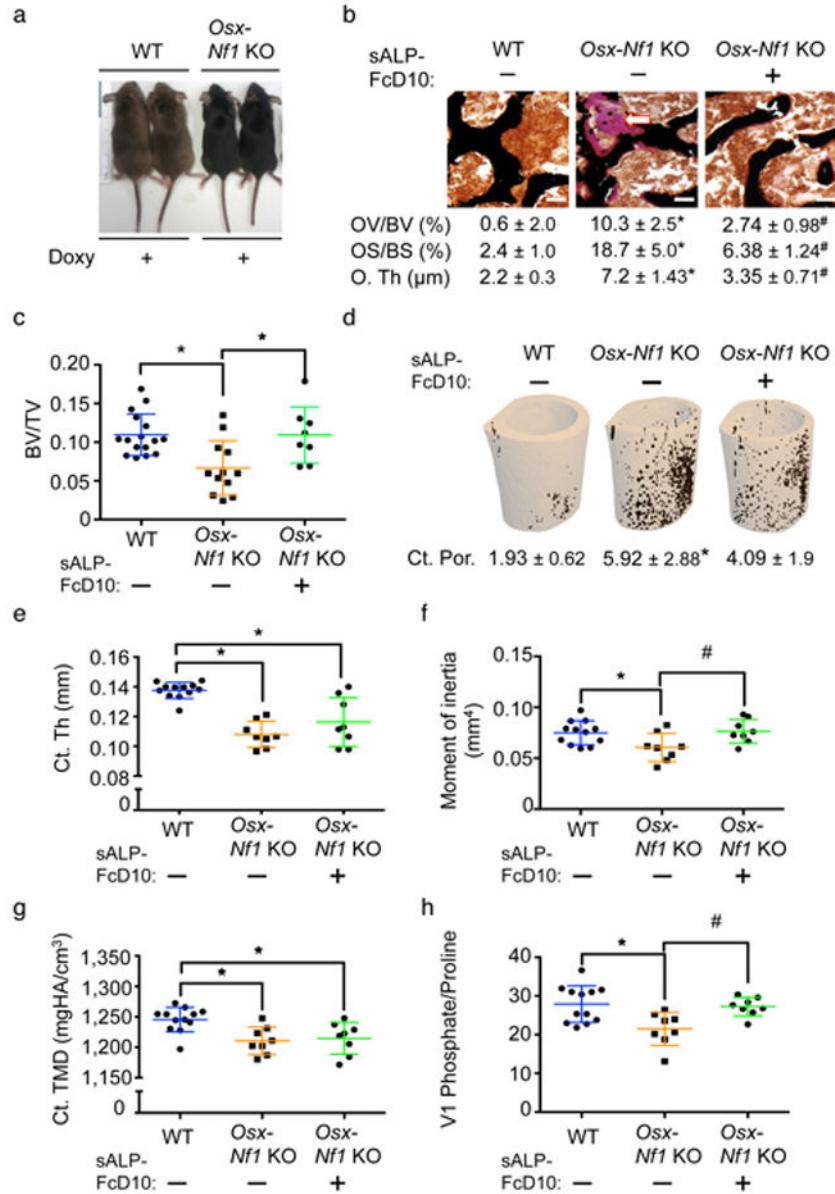 a
WT
Osx-
Nf1 KO
Doxy + +
b
sALP-
FcD10:
WT Osx-Nf1 KO Osx-Nf1 KO
− − +
OV/BV (%) 0.6 ± 2.0 10.3 ± 2.5* 2.74 ± 0.98#
OS/BS (%) 2.4 ± 1.0 18.7 ± 5.0* 6.38 ± 1.24#
O. Th (µm) 2.2 ± 0.3 7.2 ± 1.43* 3.35 ± 0.71#
c
* *
BV/TV
0.20
0.15
0.10
0.05
0
WT Osx-Nf1 KO Osx-Nf1 KO
sALP-
FcD10: − − +
d
sALP-
FcD10:
WT Osx-Nf1 KO Osx-Nf1 KO
− − +
Ct. Por. 1.93 ± 0.62 5.92 ± 2.88* 4.09 ± 1.9
e
*
*
Ct. Th (mm)
0.16
0.14
0.12
0.10
0.08
0
WT Osx-Nf1 KO Osx-Nf1 KO
sALP-
FcD10: − − +
f
* #
Moment of inertia
(mm⁴)
0.15
0.10
0.05
0
WT Osx-Nf1 KO Osx-Nf1 KO
sALP-
FcD10: − − +
g
*
*
Ct. TMD (mgHA/cm³)
1,350
1,300
1,250
1,200
1,150
0
WT Osx-Nf1 KO Osx-Nf1 KO
sALP-
FcD10: − − +
h
* #
V1 Phosphate/Proline
40
30
20
10
0
WT Osx-Nf1 KO Osx-Nf1 KO
sALP-
FcD10: − − +